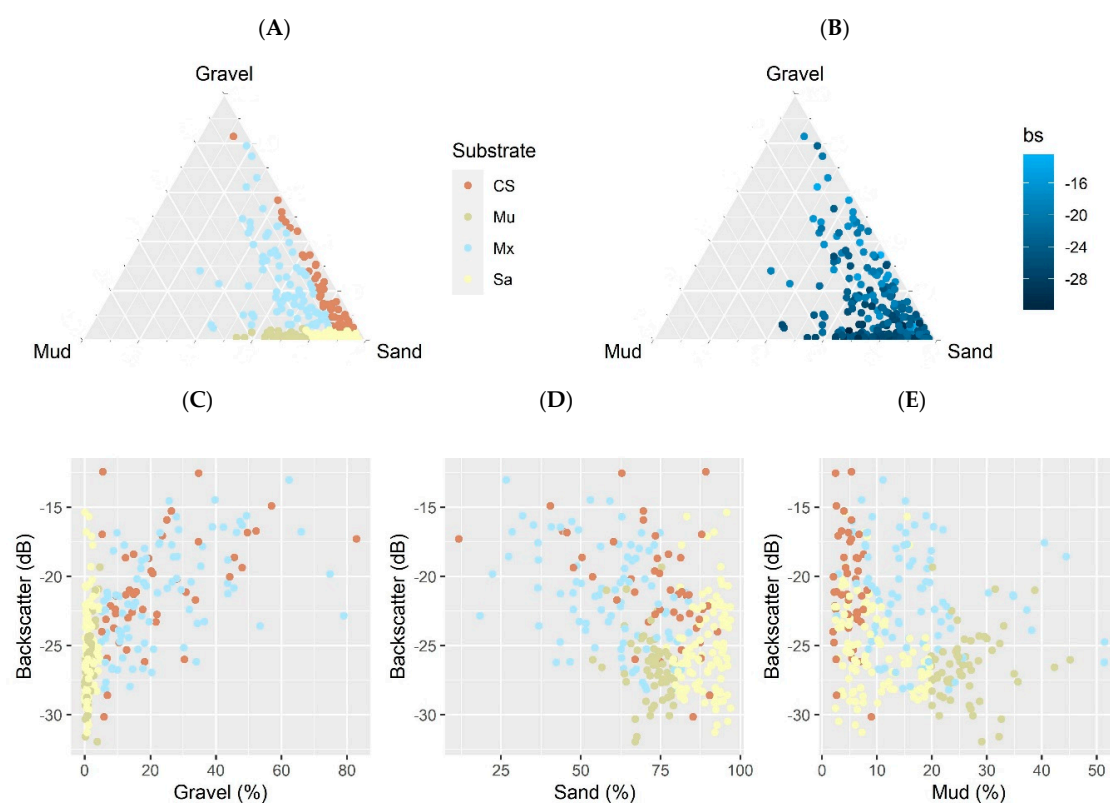 (A)
(B)
Gravel
Mud
Sand
Substrate
CS
Mu
Mx
Sa
Gravel
Mud
Sand
bs
-16
-20
-24
-28
(C)
(D)
(E)
Backscatter (dB)
-15
-20
-25
-30
0 20 40 60 80
Gravel (%)
Backscatter (dB)
-15
-20
-25
-30
25 50 75 100
Sand (%)
Backscatter (dB)
-15
-20
-25
-30
0 10 20 30 40 50
Mud (%)